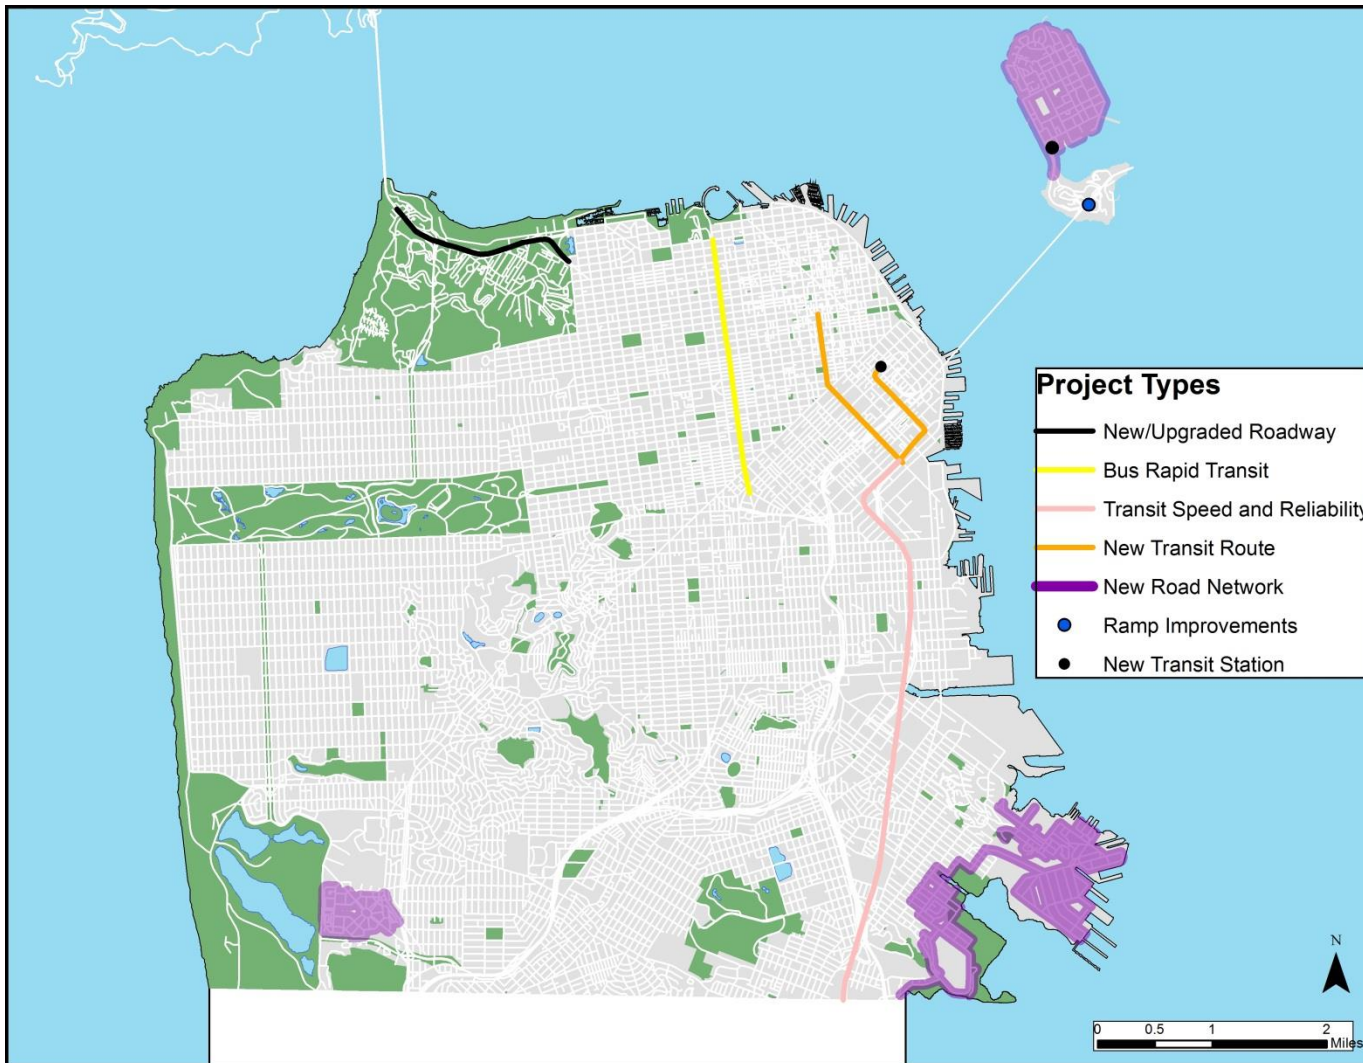 Project Types
New/Upgraded Roadway
Bus Rapid Transit
Transit Speed and Reliability
New Transit Route
New Road Network
Ramp Improvements
New Transit Station
N
0 0.5 1 2
Miles